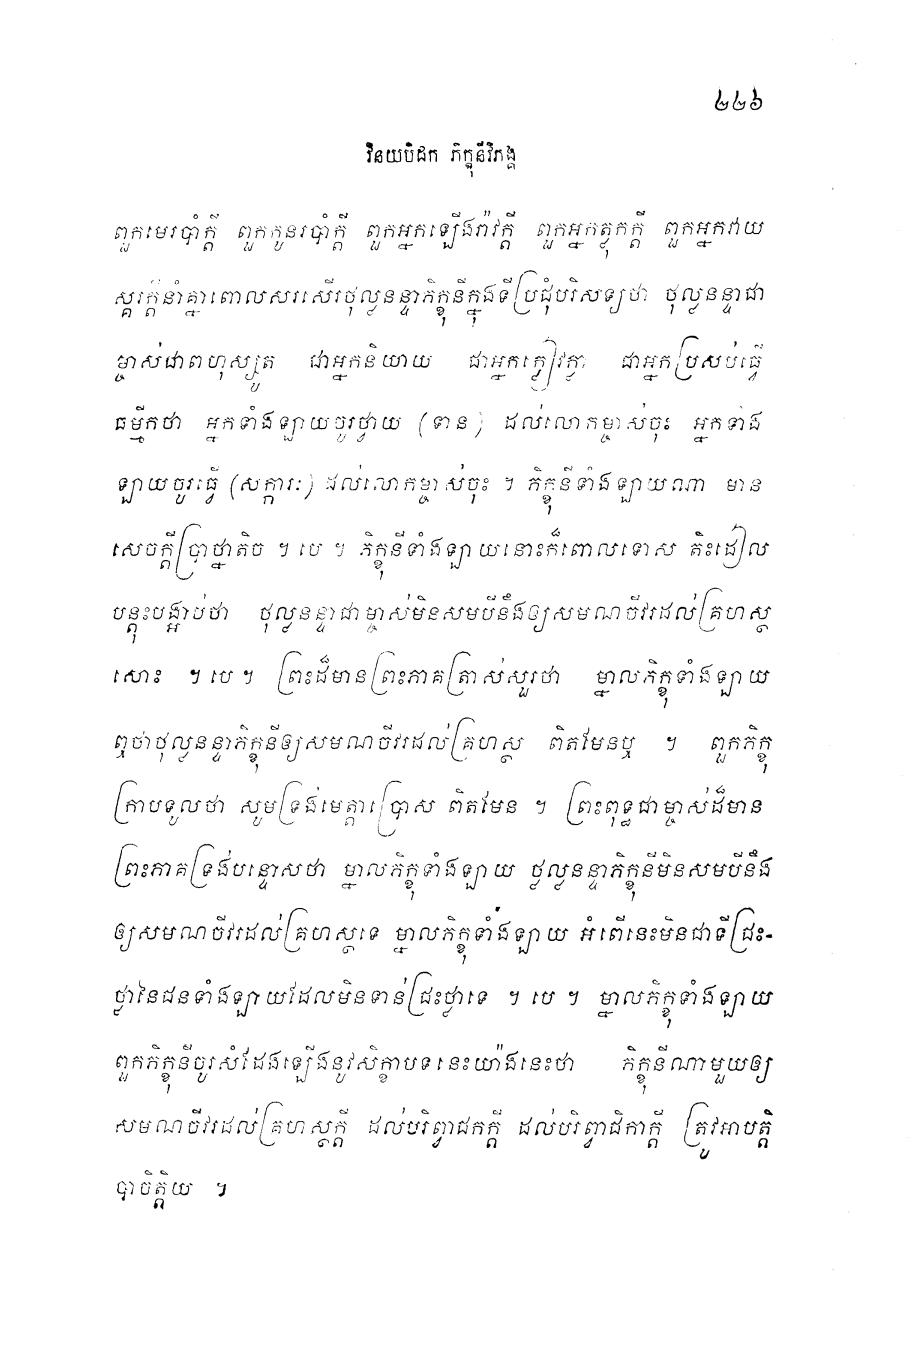 ២២៦
វិនយបិដក ភិក្ខុនីវិភង្គ
ពួកមេរបាំក្តី ពួកកូនរបាំក្តី ពួកអ្នកឡើងរ៉ាវក្តី ពួកអ្នកត្លុកក្តី ពួកអ្នកវាយ
ស្គរក្តីនាំគ្នាពោលសរសើរថុល្លនន្ទាភិក្ខុនីក្នុងទីប្រជុំបរិសទ្យថា ថុល្លនន្ទាជា
ម្ចាស់ជាពហុស្សូត ជាអ្នកនិយាយ ជាអ្នកក្លៀវក្លា ជាអ្នកប្រសប់ធ្វើ
ធម្មីកថា អ្នកទាំងឡាយចូរថ្វាយ (ទាន) ដល់លោកម្ចាស់ចុះ អ្នកទាំង
ឡាយចូរធ្វើ (សក្ការៈ) ដល់លោកម្ចាស់ចុះ ។ ភិក្ខុនីទាំងឡាយណា មាន
សេចក្តីប្រាថ្នាតិច ។ បេ ។ ភិក្ខុនីទាំងឡាយនោះក៏ពោលទោស តិះដៀល
បន្តុះបង្អាប់ថា ថុល្លនន្ទាជាម្ចាស់មិនសមបីនឹងឲ្យសមណចីវរដល់គ្រហស្ថ
សោះ ។ បេ ។ ព្រះដ៏មានព្រះភាគត្រាស់សួរថា ម្នាលភិក្ខុទាំងឡាយ
ឮថាថុល្លនន្ទាភិក្ខុនីឲ្យសមណចីវរដល់គ្រហស្ថ ពិតមែនឬ ។ ពួកភិក្ខុ
ក្រាបទូលថា សូមទ្រង់មេត្តាប្រោស ពិតមែន ។ ព្រះពុទ្ធជាម្ចាស់ដ៏មាន
ព្រះភាគទ្រង់បន្ទោសថា ម្នាលភិក្ខុទាំងឡាយ ថុល្លនន្ទាភិក្ខុនីមិនសមបីនឹង
ឲ្យសមណចីវរដល់គ្រហស្ថទេ ម្នាលភិក្ខុទាំងឡាយ អំពើនេះមិនជាទីជ្រះ-
ថ្លានៃជនទាំងឡាយដែលមិនទាន់ជ្រះថ្លាទេ ។ បេ ។ ម្នាលភិក្ខុទាំងឡាយ
ពួកភិក្ខុនីចូរសំដែងឡើងនូវសិក្ខាបទនេះយ៉ាងនេះថា ភិក្ខុនីណាមួយឲ្យ
សមណចីវរដល់គ្រហស្ថក្តី ដល់បរិព្វាជកក្តី ដល់បរិព្វាជិកាក្តី ត្រូវអាបត្តិ
បាចិត្តិយ ។